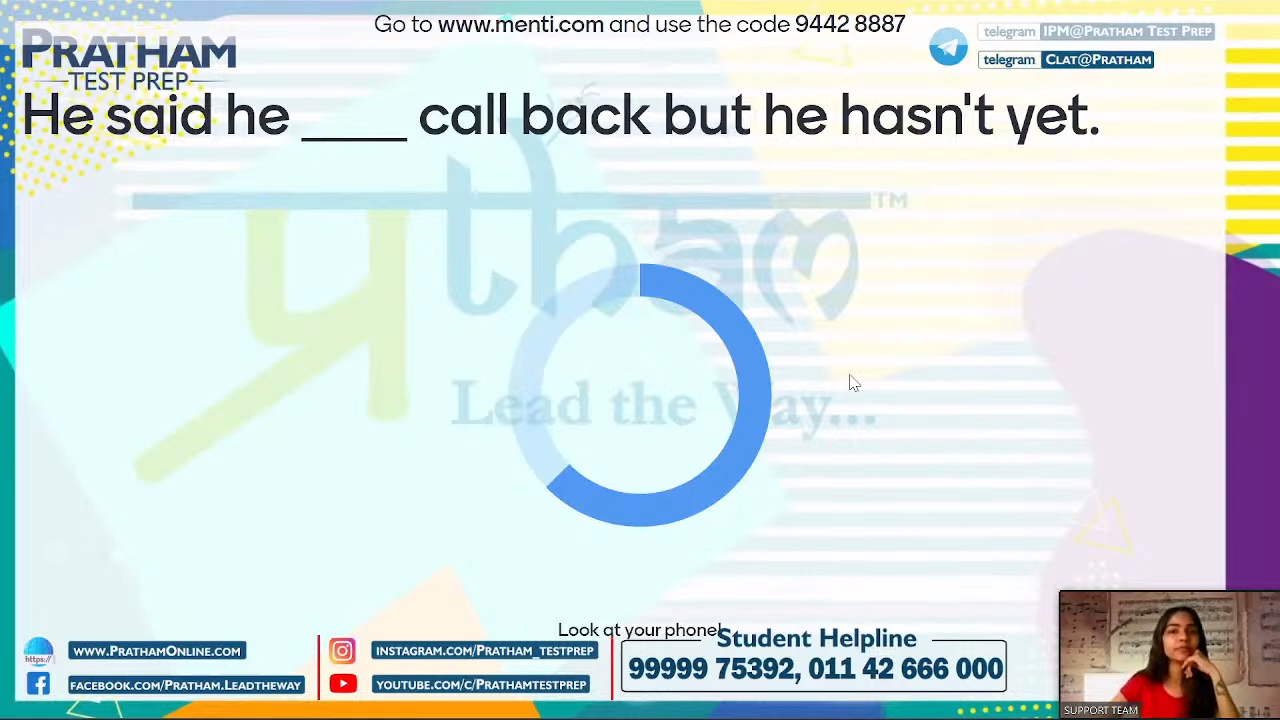 Go to www.menti.com and use the code 9442 8887
PRATHAM
TEST PREP
telegram IPM@PRATHAM TEST PREP
telegram CLAT@PRATHAM
He said he ____ call back but he hasn't yet.
प्रtham TM
Lead the Way...
Look at your phone!
https://
WWW.PRATHAMONLINE.COM
FACEBOOK.COM/PRATHAM.LEADTHEWAY
INSTAGRAM.COM/PRATHAM_TESTPREP
YOUTUBE.COM/C/PRATHAMTESTPREP
Student Helpline
99999 75392, 011 42 666 000
SUPPORT TEAM